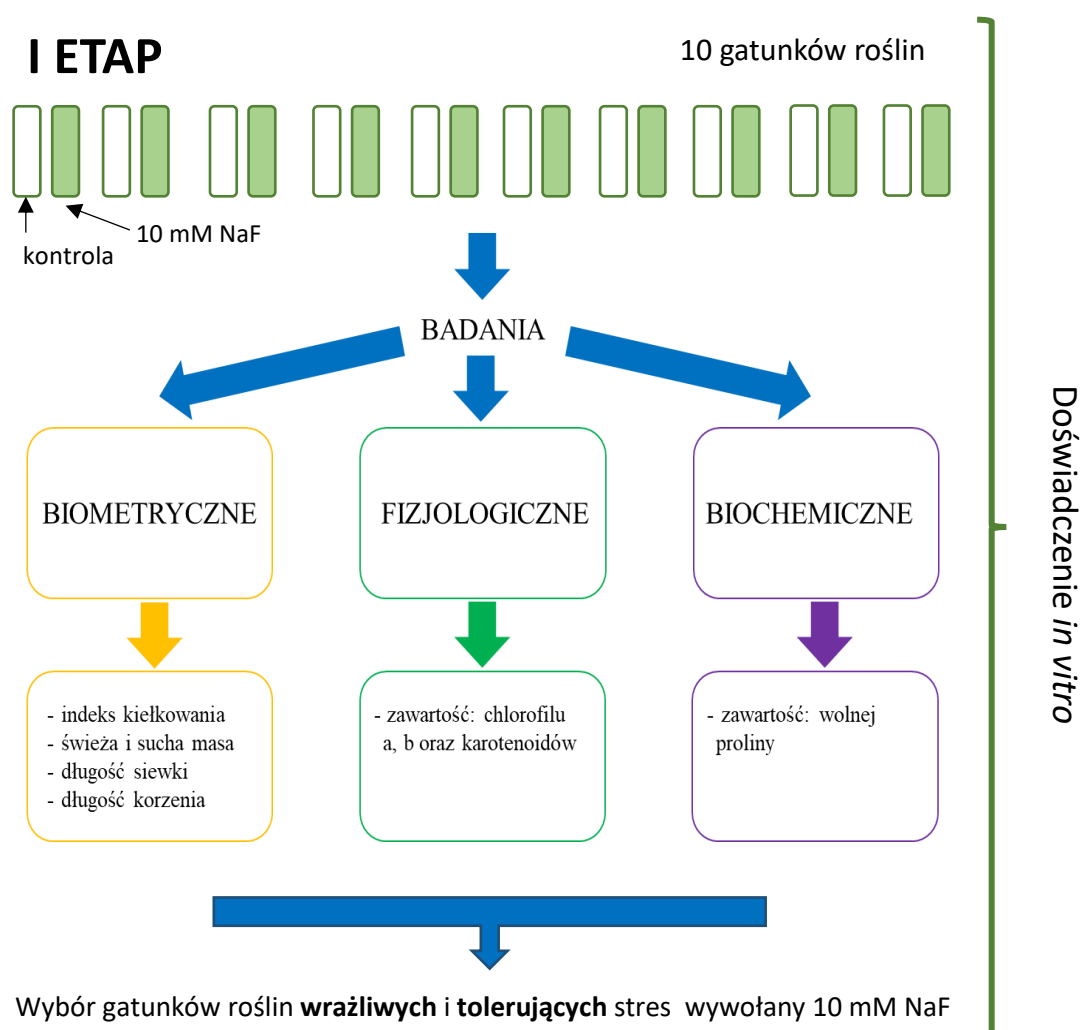 I ETAP
10 gatunków roślin
kontrola
10 mM NaF
BADANIA
BIOMETRYCZNE
FIZJOLOGICZNE
BIOCHEMICZNE
- indeks kiełkowania
- świeża i sucha masa
- długość siewki
- długość korzenia
- zawartość: chlorofilu
a, b oraz karotenoidów
- zawartość: wolnej
proliny
Wybór gatunków roślin wrażliwych i tolerujących stres wywołany 10 mM NaF
Doświadczenie in vitro